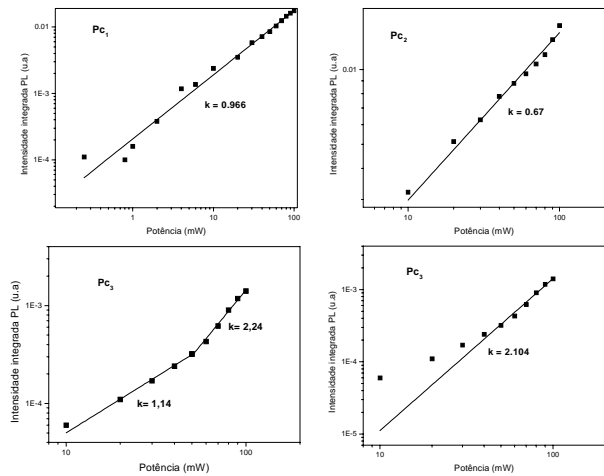 Pc1
Intensidade integrada PL (u.a)
0.01
1E-3
1E-4
k = 0.966
1
10
100
Potência (mW)
Pc2
Intensidade integrada PL (u.a)
0.01
k = 0.67
10
100
Potência (mW)
Pc3
Intensidade integrada PL (u.a)
1E-3
1E-4
k= 2,24
k= 1,14
10
100
Potência (mW)
Pc3
Intensidade integrada PL (u.a)
1E-3
1E-4
1E-5
k = 2.104
10
100
Potência (mW)